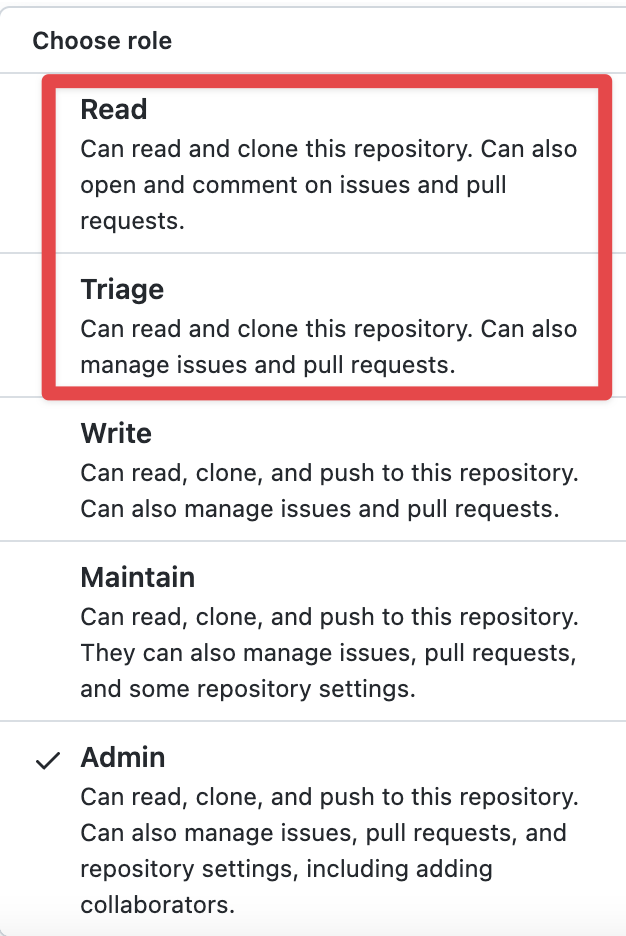 Choose role
Read
Can read and clone this repository. Can also
open and comment on issues and pull
requests.
Triage
Can read and clone this repository. Can also
manage issues and pull requests.
Write
Can read, clone, and push to this repository.
Can also manage issues and pull requests.
Maintain
Can read, clone, and push to this repository.
They can also manage issues, pull requests,
and some repository settings.
Admin
Can read, clone, and push to this repository.
Can also manage issues, pull requests, and
repository settings, including adding
collaborators.